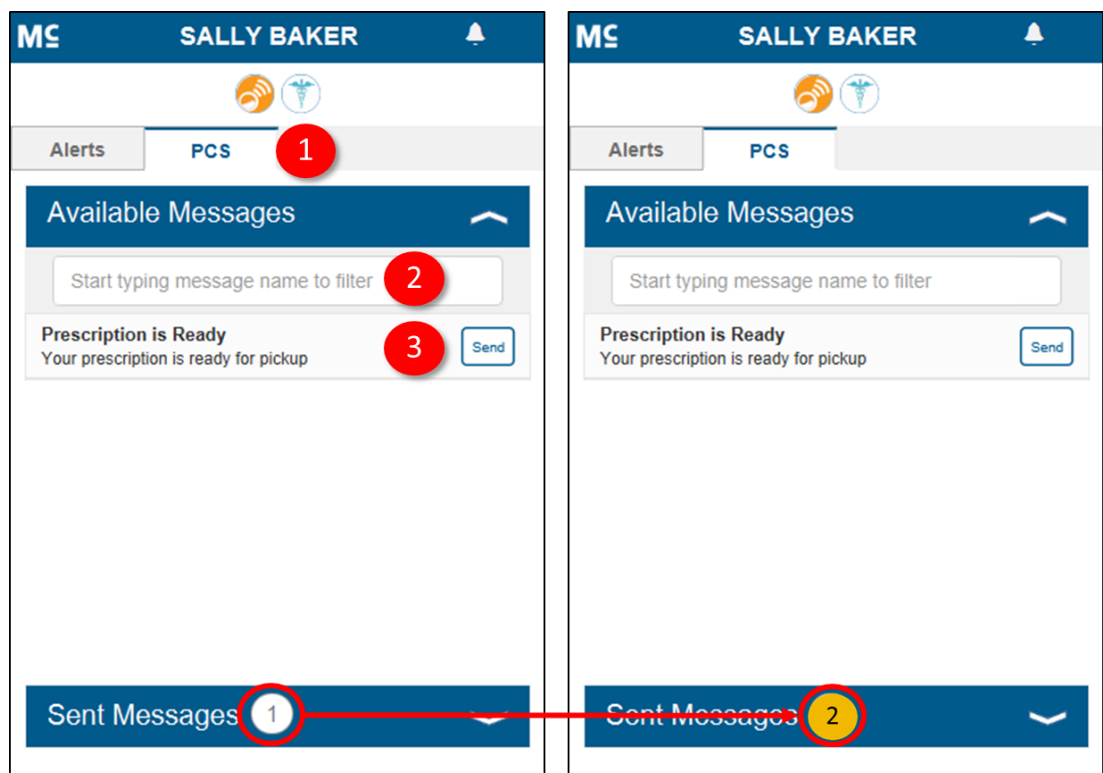 MC SALLY BAKER
Alerts PCS 1
Available Messages
Start typing message name to filter 2
Prescription is Ready
Your prescription is ready for pickup 3 Send
Sent Messages 1
MC SALLY BAKER
Alerts PCS
Available Messages
Start typing message name to filter
Prescription is Ready
Your prescription is ready for pickup Send
Sent Messages 2